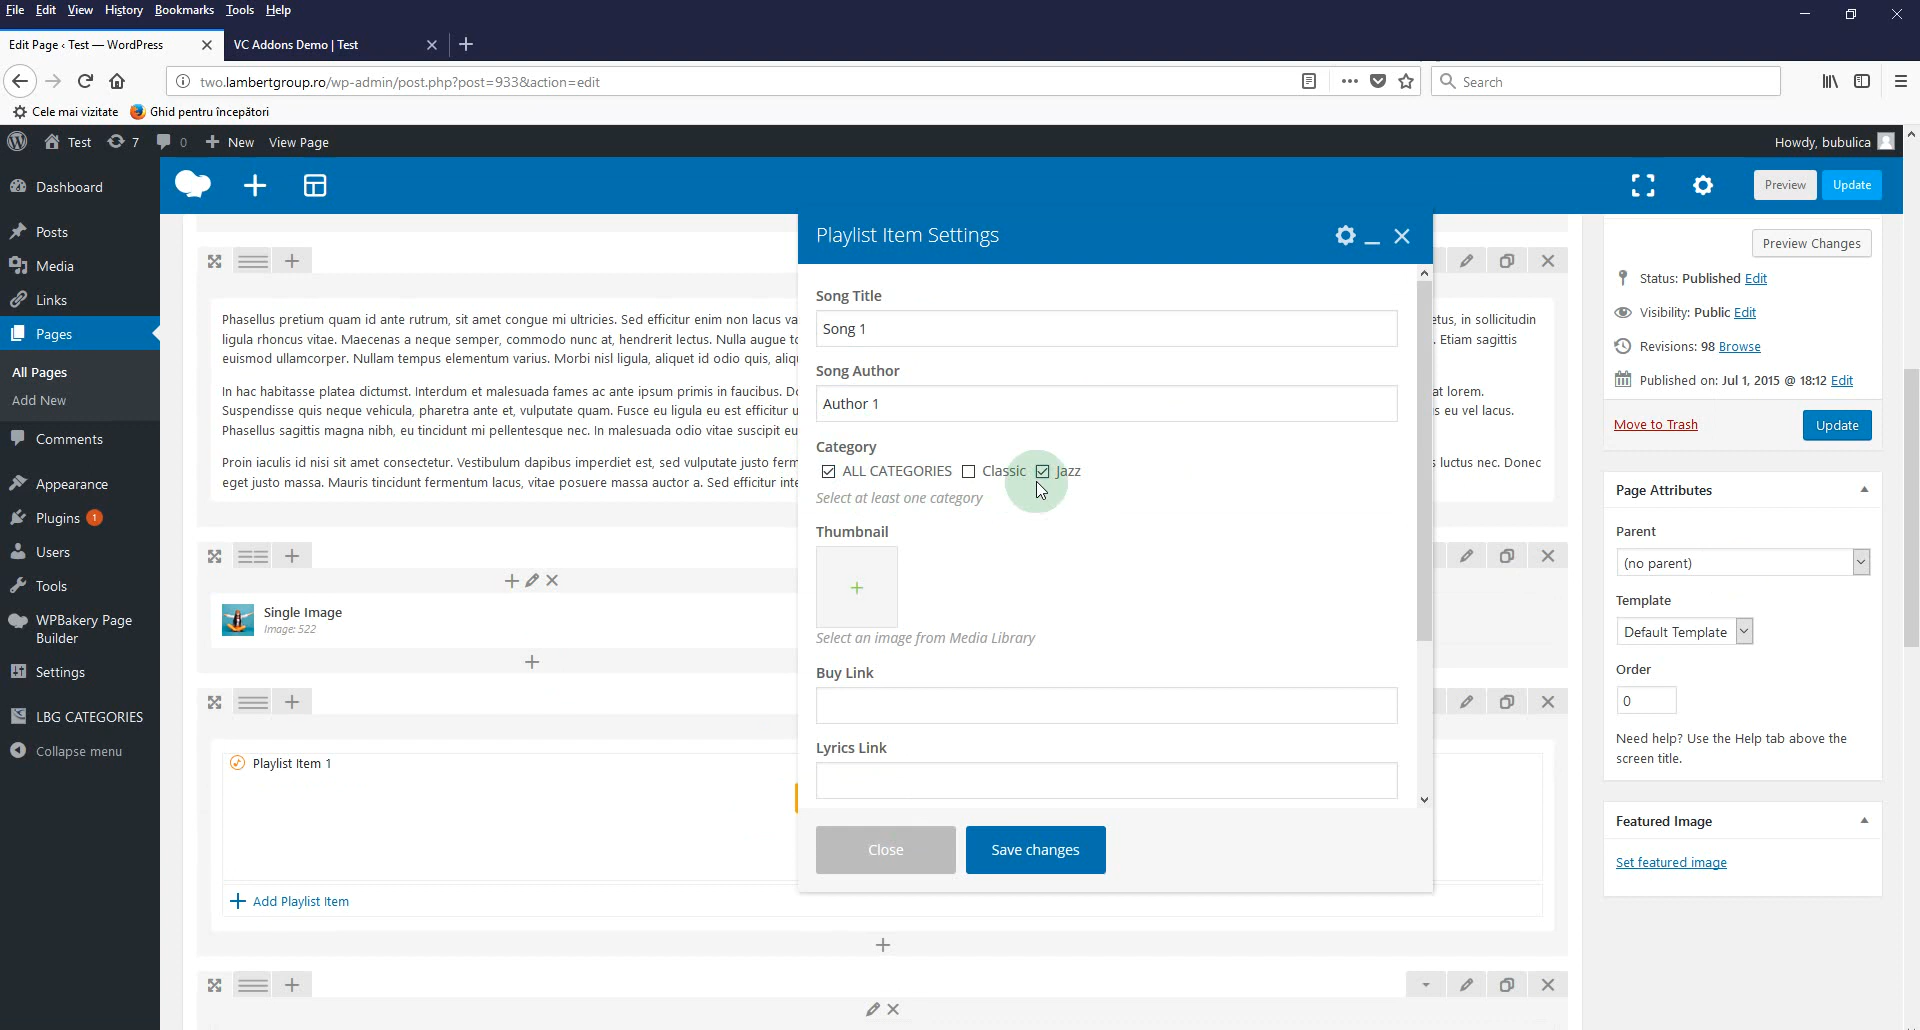 File Edit View History Bookmarks Tools Help
Edit Page ‹ Test — WordPress
VC Addons Demo | Test
two.lambertgroup.ro/wp-admin/post.php?post=933&action=edit
Search
Cele mai vizitate
Ghid pentru începători
Test
7
0
New
View Page
Howdy, bubulica
Dashboard
Posts
Media
Links
Pages
All Pages
Add New
Comments
Appearance
Plugins 1
Users
Tools
WPBakery Page
Builder
Settings
LBG CATEGORIES
Collapse menu
Preview
Update
Phasellus pretium quam id ante rutrum, sit amet congue mi ultricies. Sed efficitur enim non lacus va
ligula rhoncus vitae. Maecenas a neque semper, commodo nunc at, hendrerit lectus. Nulla augue to
euismod ullamcorper. Nullam tempus elementum varius. Morbi nisl ligula, aliquet id odio quis, aliq
In hac habitasse platea dictumst. Interdum et malesuada fames ac ante ipsum primis in faucibus. Do
Suspendisse quis neque vehicula, pharetra ante et, vulputate quam. Fusce eu ligula eu est efficitur u
Phasellus sagittis magna nibh, eu tincidunt mi pellentesque nec. In malesuada odio vitae suscipit eu
Proin iaculis id nisi sit amet consectetur. Vestibulum dapibus imperdiet est, sed vulputate justo ferm
eget justo massa. Mauris tincidunt fermentum lacus, vitae posuere massa auctor a. Sed efficitur inte
etus, in sollicitudin
. Etiam sagittis
at lorem.
s eu vel lacus.
s luctus nec. Donec
Single Image
Image: 522
Playlist Item 1
Add Playlist Item
Playlist Item Settings
Song Title
Song 1
Song Author
Author 1
Category
ALL CATEGORIES Classic Jazz
Select at least one category
Thumbnail
Select an image from Media Library
Buy Link
Lyrics Link
Close
Save changes
Preview Changes
Status: Published Edit
Visibility: Public Edit
Revisions: 98 Browse
Published on: Jul 1, 2015 @ 18:12 Edit
Move to Trash
Update
Page Attributes
Parent
(no parent)
Template
Default Template
Order
0
Need help? Use the Help tab above the
screen title.
Featured Image
Set featured image